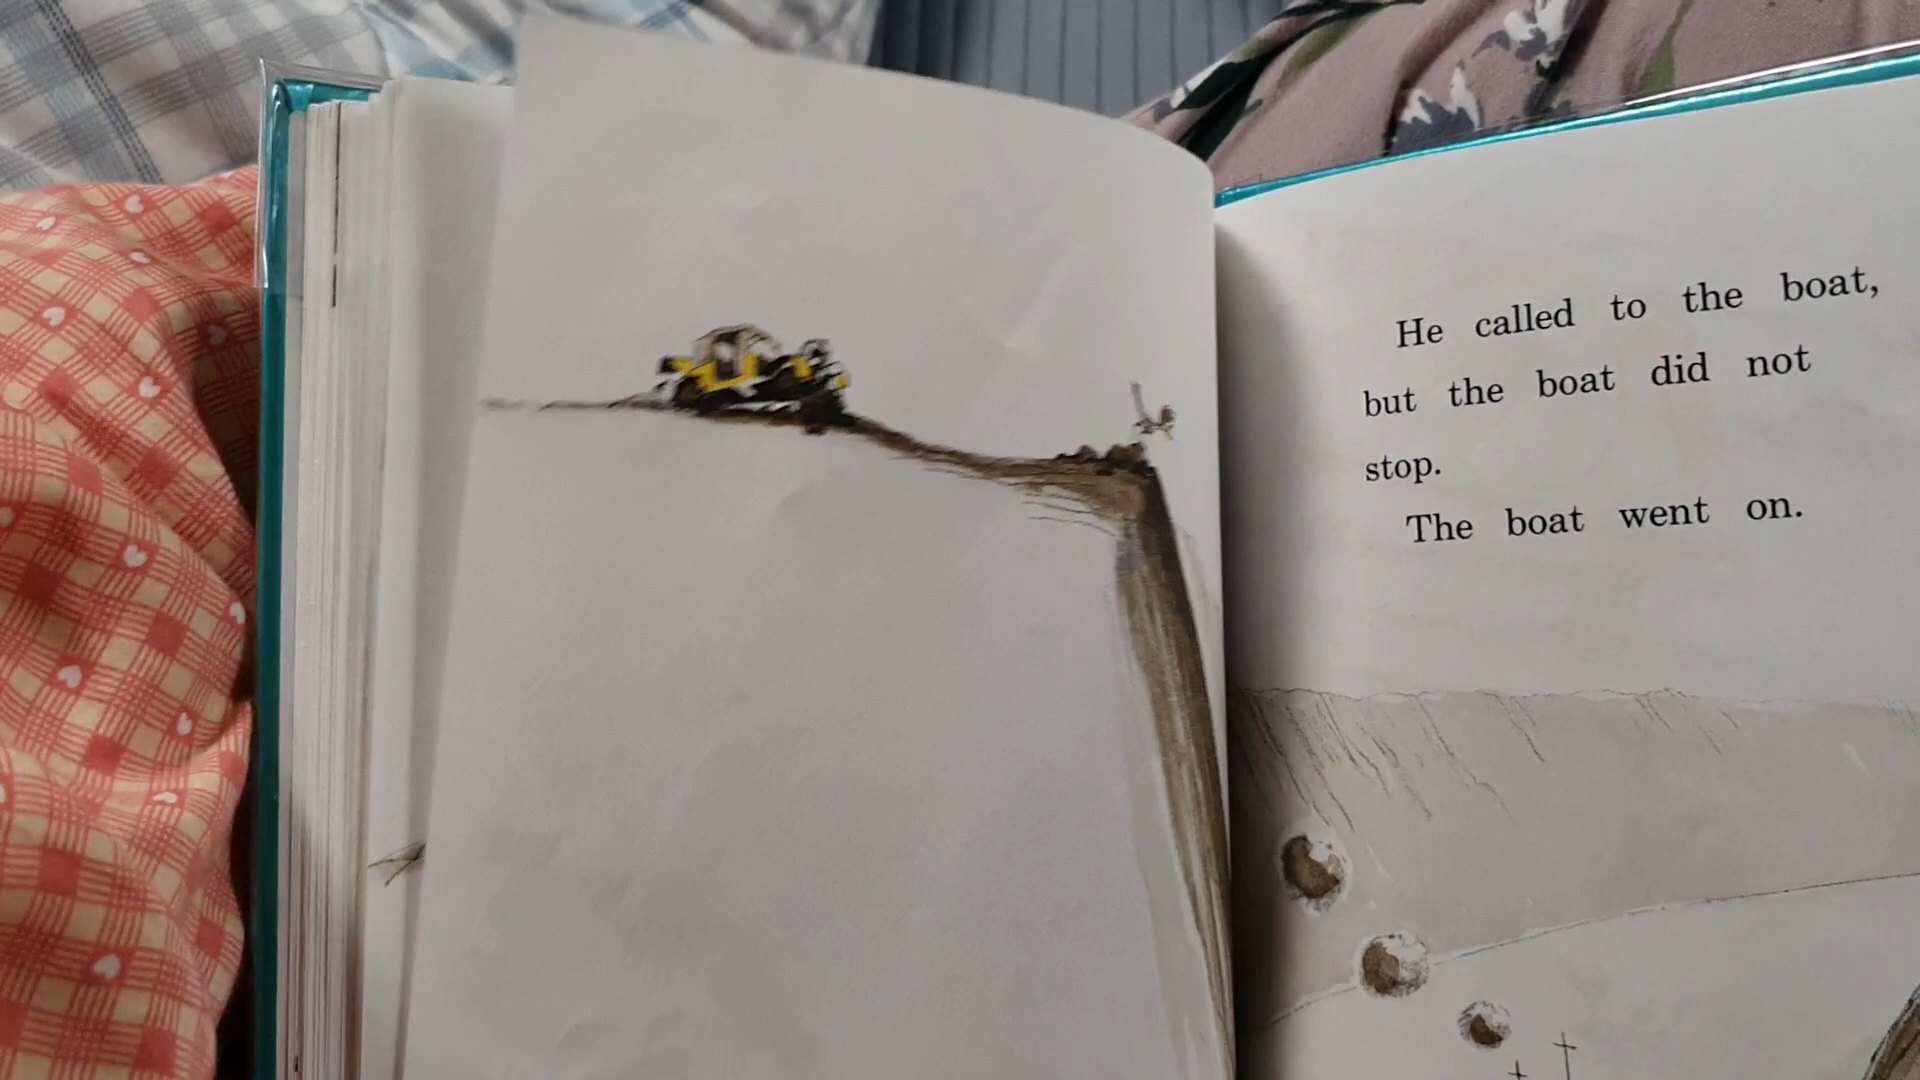 He called to the boat,
but the boat did not
stop.
The boat went on.